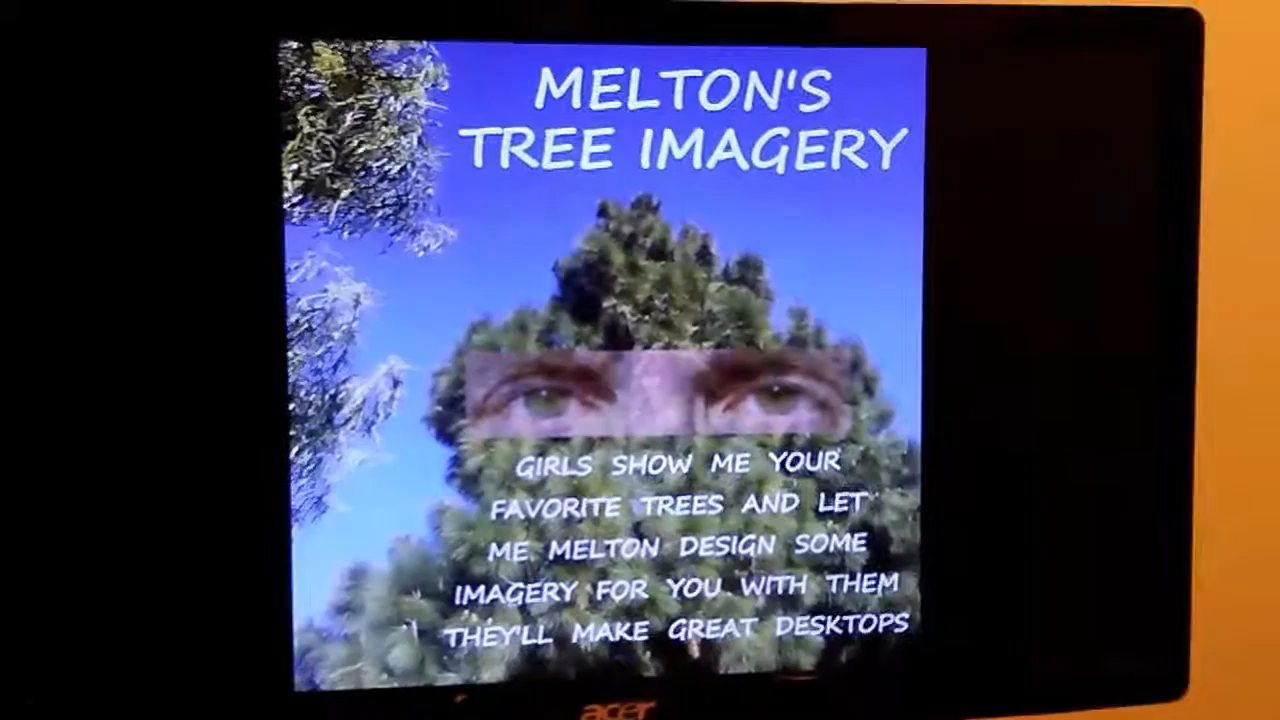 MELTON'S
TREE IMAGERY
GIRLS SHOW ME YOUR
FAVORITE TREES AND LET
ME MELTON DESIGN SOME
IMAGERY FOR YOU WITH THEM
THEY'LL MAKE GREAT DESKTOPS
acer